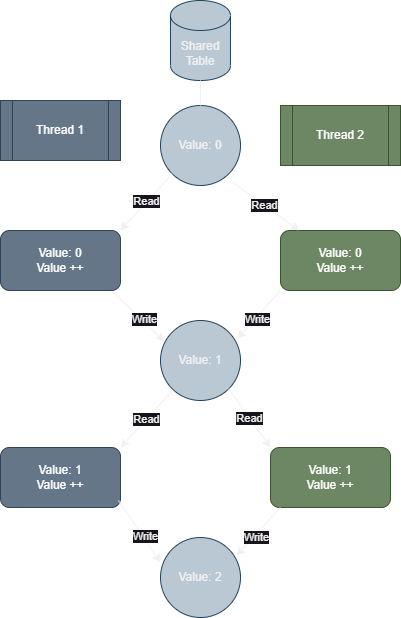 Shared
Table
Thread 1
Value: 0
Thread 2
Read
Read
Value: 0
Value ++
Value: 0
Value ++
Write
Write
Value: 1
Read
Read
Value: 1
Value ++
Value: 1
Value ++
Write
Write
Value: 2